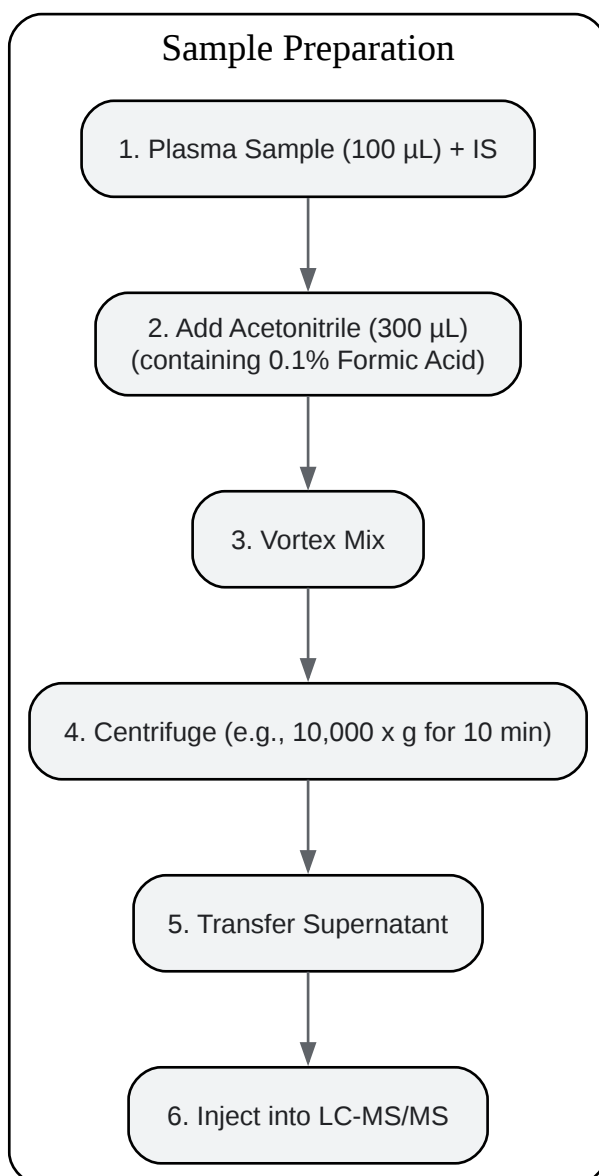 Sample Preparation
1. Plasma Sample (100 µL) + IS
2. Add Acetonitrile (300 µL)
(containing 0.1% Formic Acid)
3. Vortex Mix
4. Centrifuge (e.g., 10,000 x g for 10 min)
5. Transfer Supernatant
6. Inject into LC-MS/MS